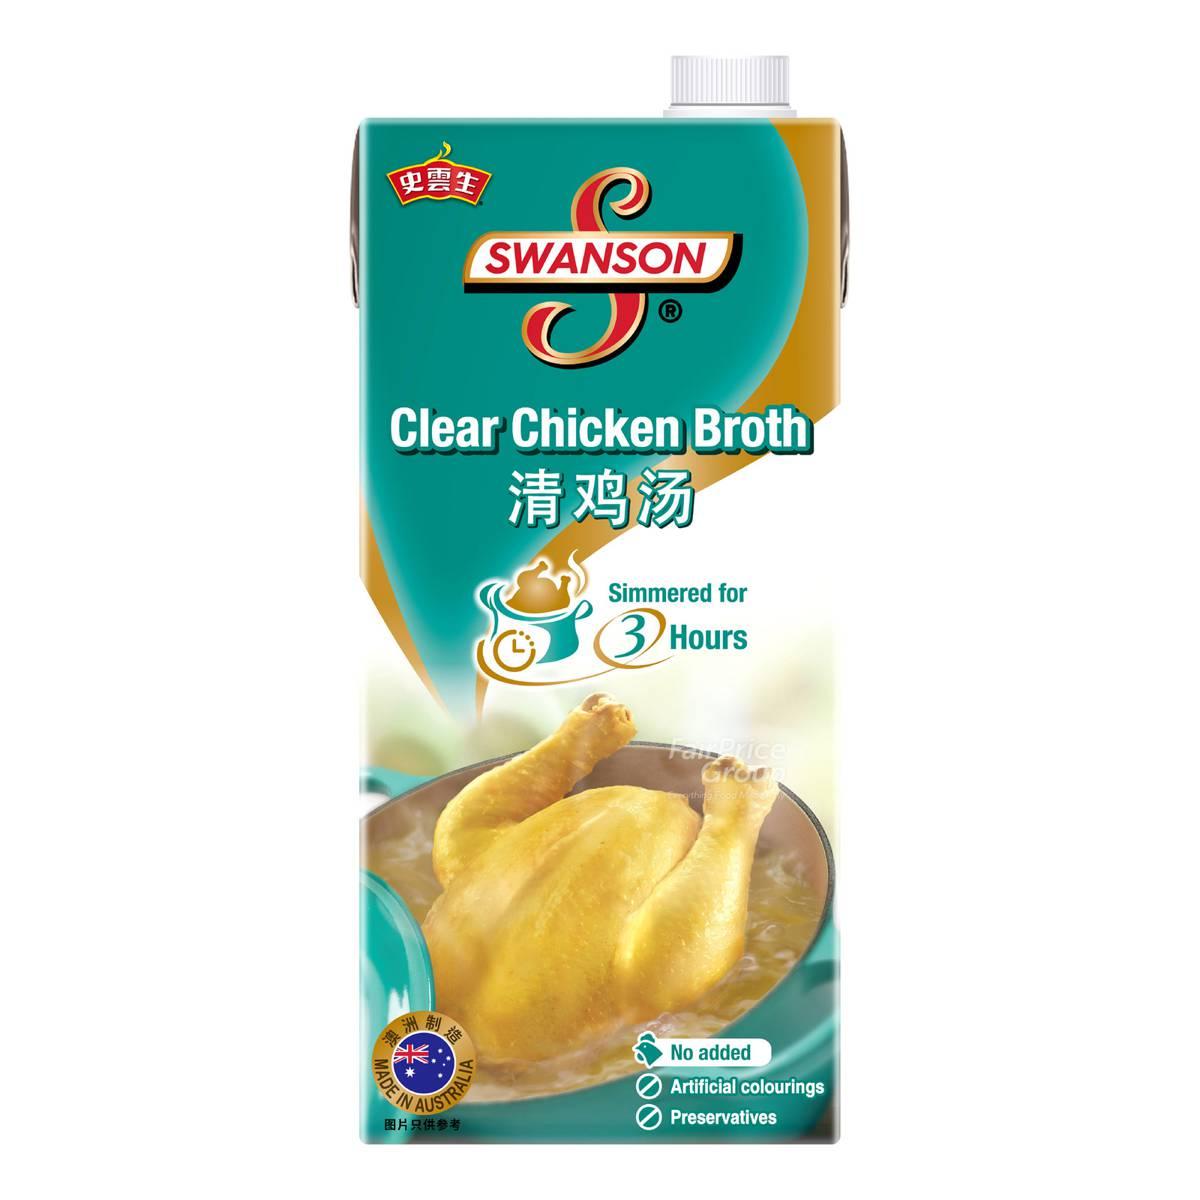 史雲生
SWANSON
®
Clear Chicken Broth
清鸡汤
Simmered for
3 Hours
FairPrice
Group
No added
Artificial colourings
Preservatives
澳洲制造
MADE IN AUSTRALIA
图片只供参考